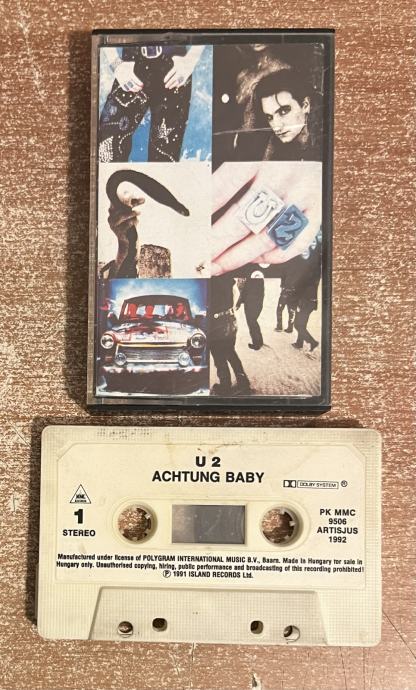 U2
U 2
ACHTUNG BABY
MMC
RECORDS
DOLBY SYSTEM ®
1
STEREO
PK MMC
9506
ARTISJUS
1992
Manufactured under license of POLYGRAM INTERNATIONAL MUSIC B.V., Baarn. Made in Hungary for sale in
Hungary only. Unauthorised copying, hiring, public performance and broadcasting of this recording prohibited!
Ⓟ 1991 ISLAND RECORDS Ltd.